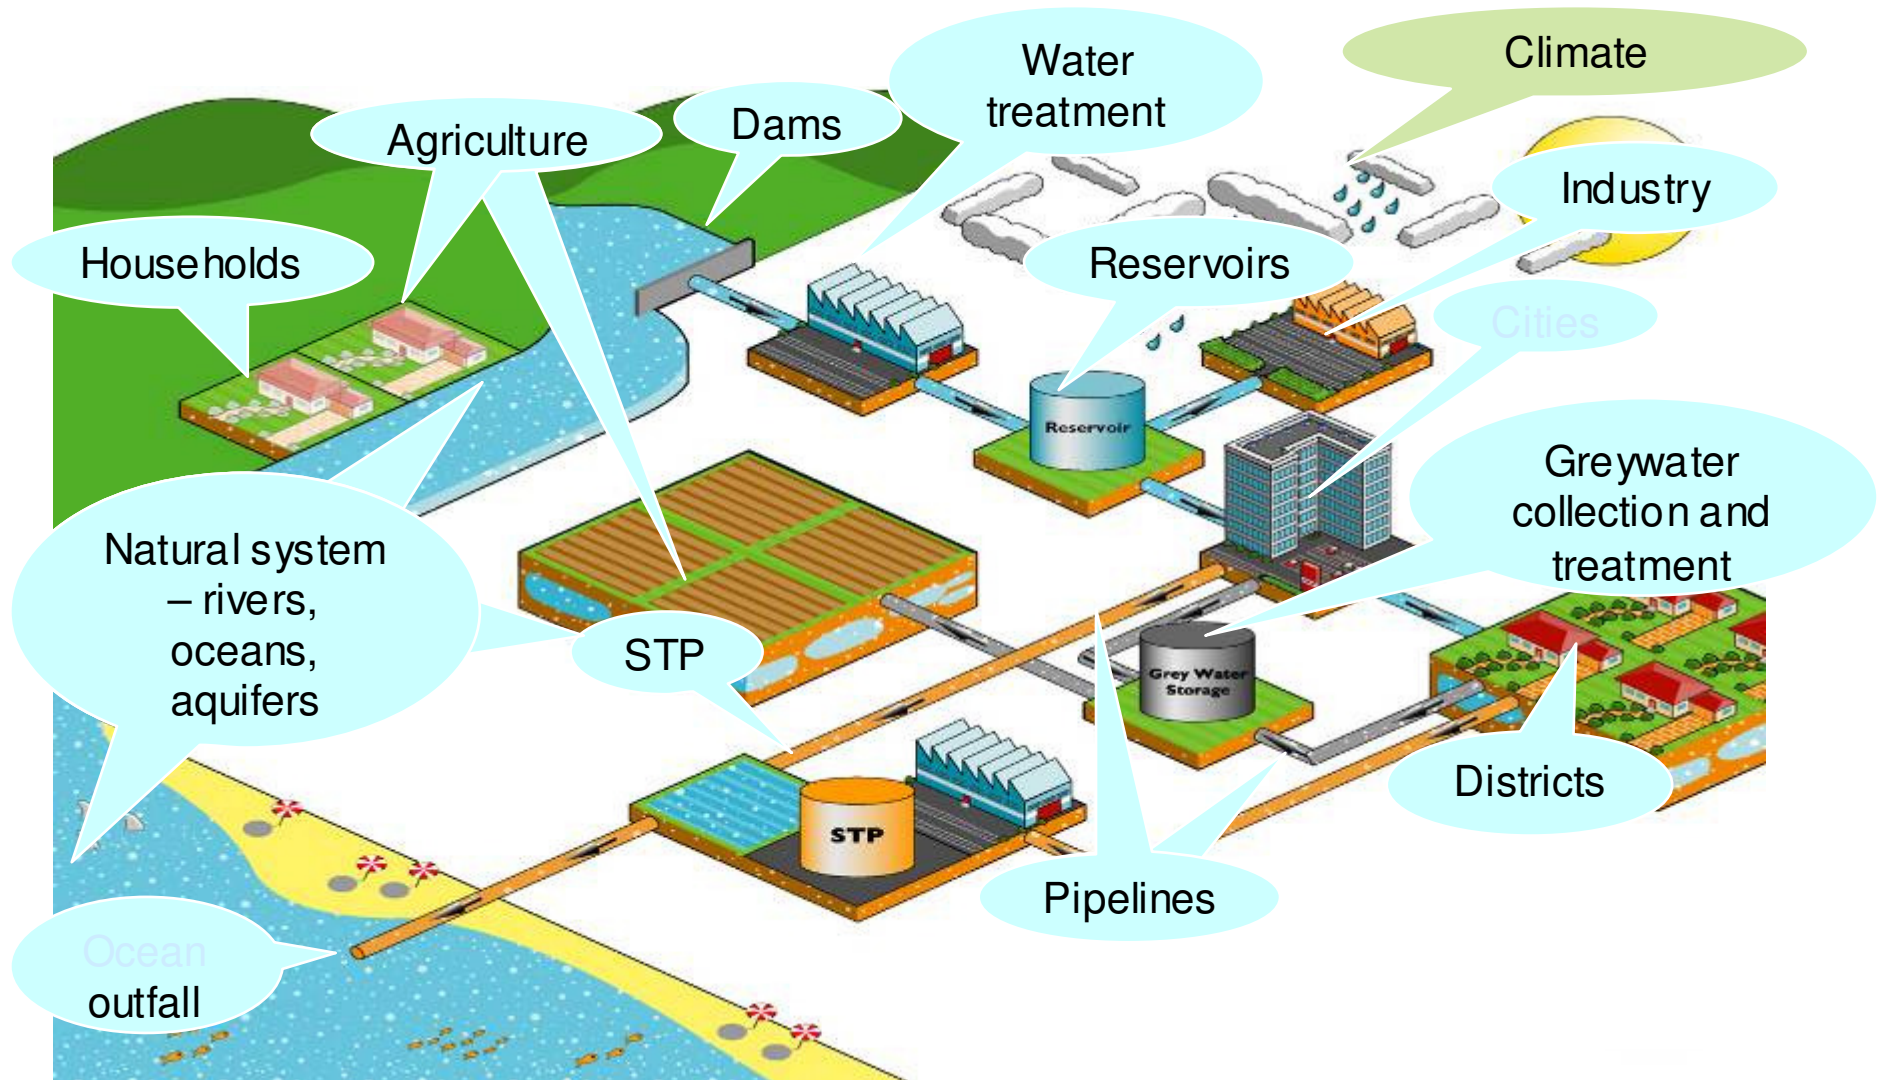 Water
treatment
Climate
Agriculture
Dams
Industry
Households
Reservoirs
Cities
Reservoir
Greywater
collection and
treatment
Natural system
– rivers,
oceans,
aquifers
STP
Grey Water
Storage
Districts
STP
Pipelines
Ocean
outfall